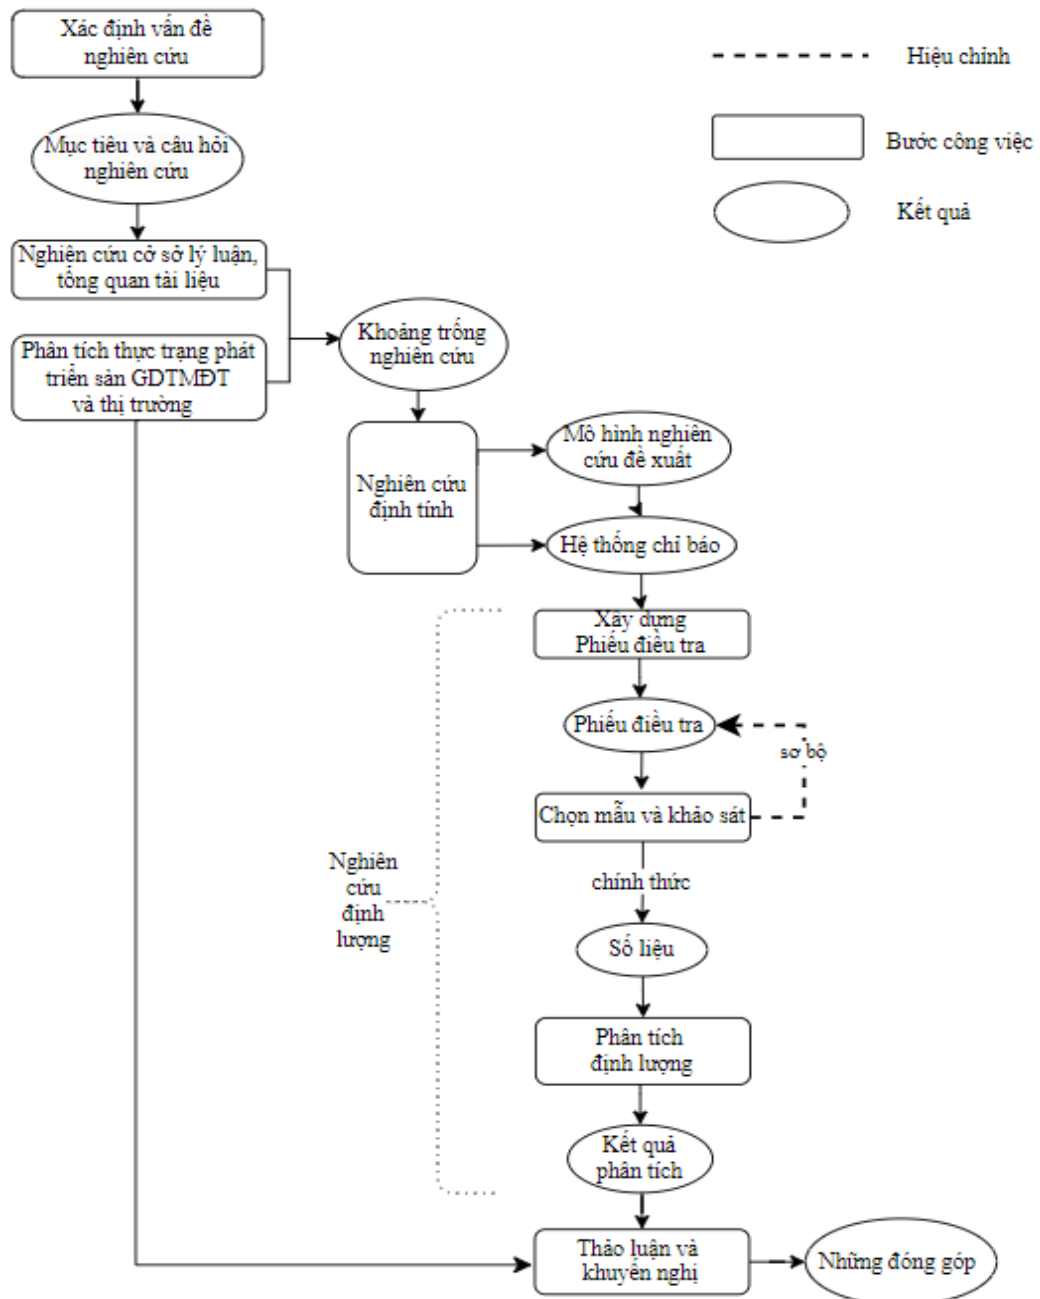 Xác định vấn đề
nghiên cứu
Hiệu chỉnh
Bước công việc
Kết quả
Mục tiêu và câu hỏi
nghiên cứu
Nghiên cứu cở sở lý luận,
tổng quan tài liệu
Phân tích thực trạng phát
triển sàn GDTMĐT
và thị trường
Khoảng trống
nghiên cứu
Nghiên cứu
định tính
Mô hình nghiên
cứu đề xuất
Hệ thống chỉ báo
Xây dựng
Phiếu điều tra
Phiếu điều tra
sơ bộ
Chọn mẫu và khảo sát
chính thức
Nghiên
cứu
định
lượng
Số liệu
Phân tích
định lượng
Kết quả
phân tích
Thảo luận và
khuyến nghị
Những đóng góp